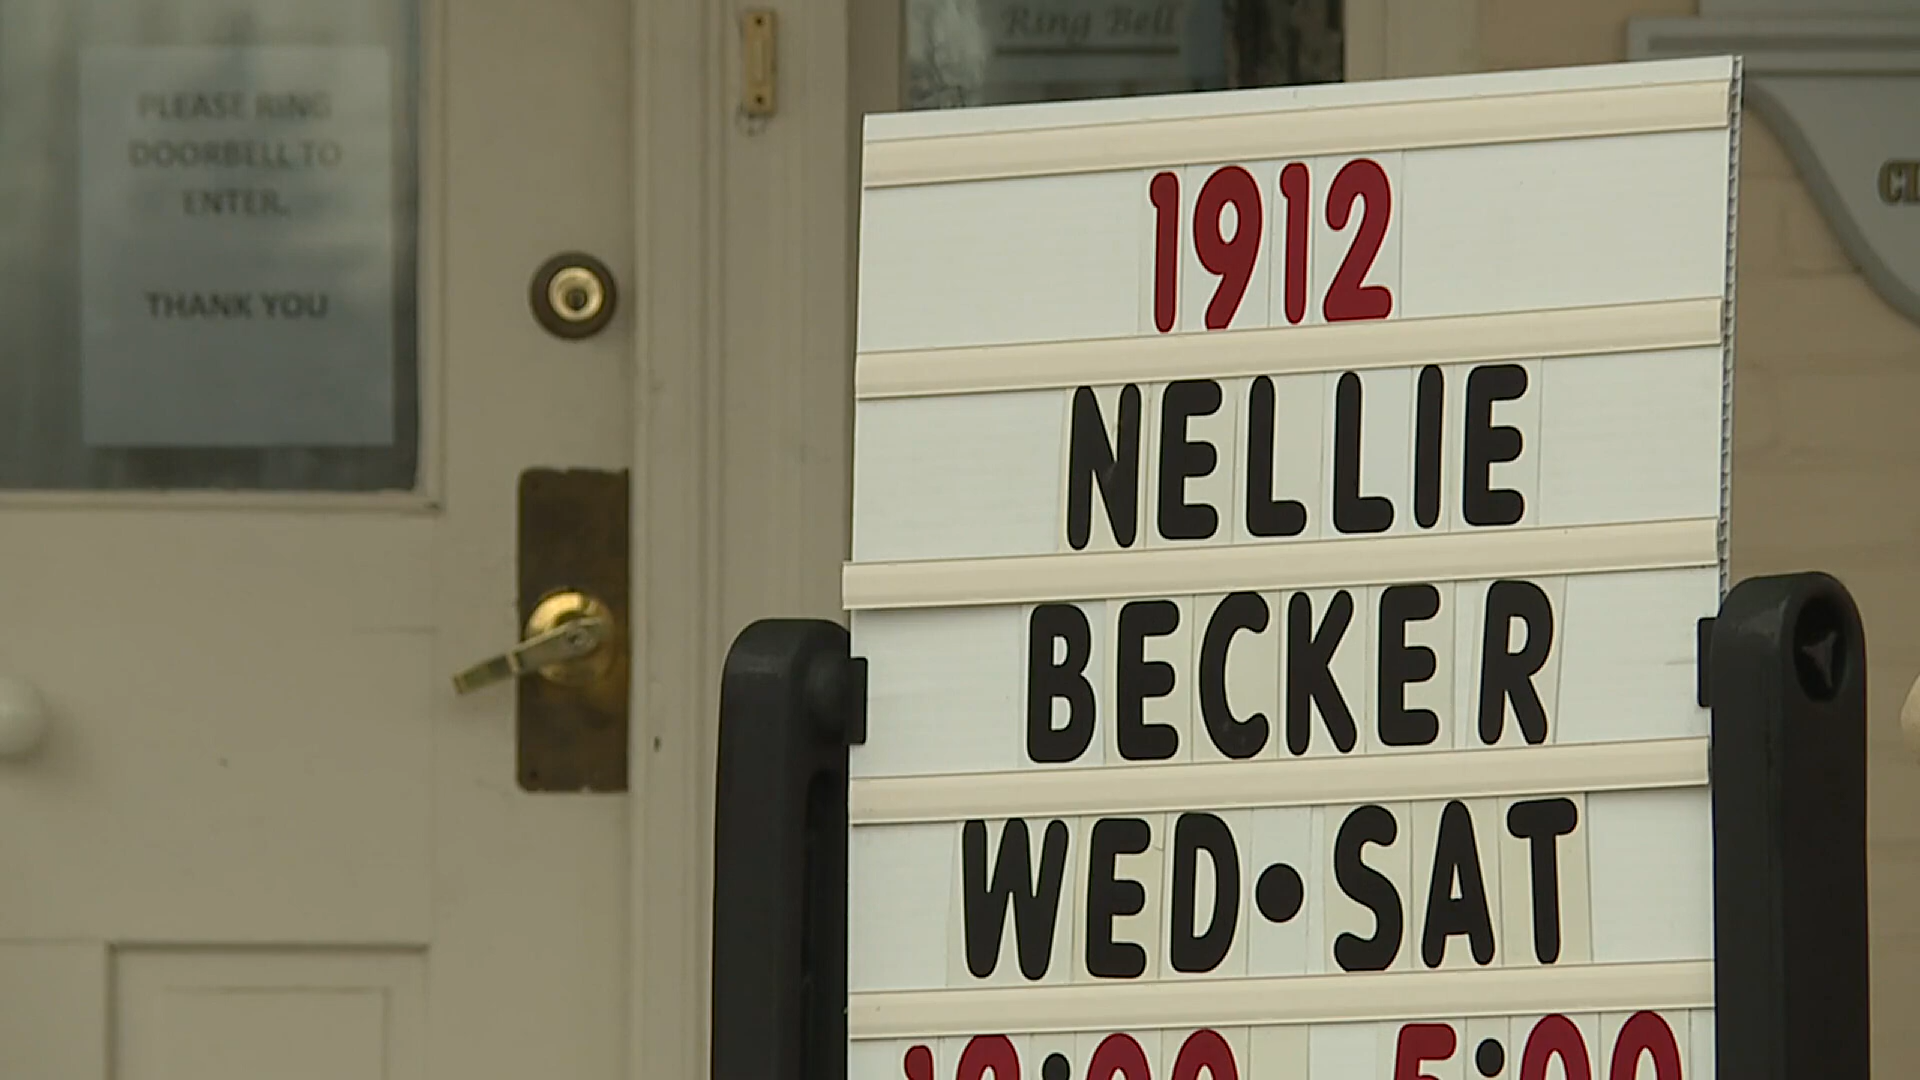 PLEASE RING
DOORBELL TO
ENTER.
THANK YOU
Ring Bell
1912
NELLIE
BECKER
WED•SAT
5:00